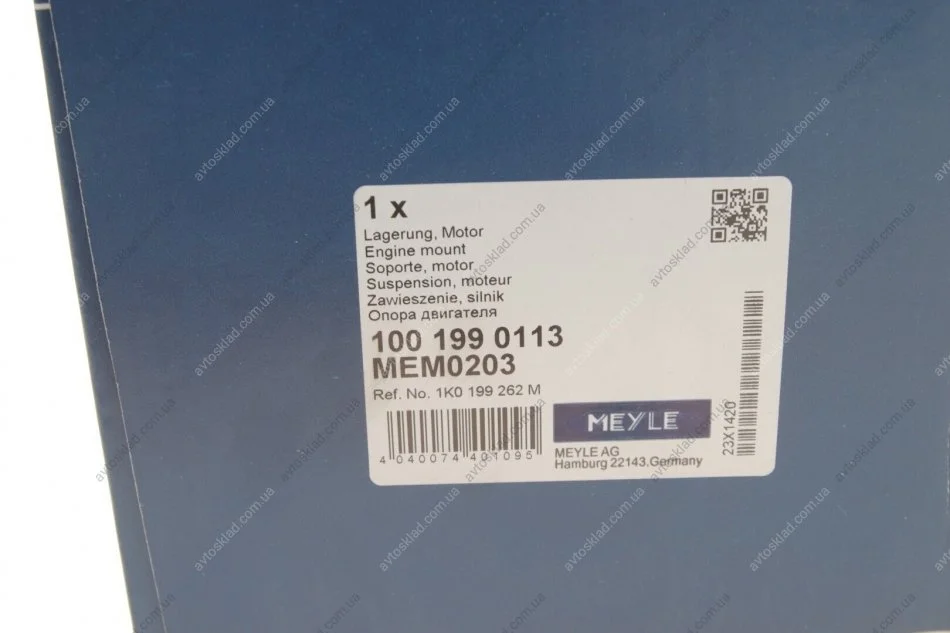 1 x
Lagerung, Motor
Engine mount
Soporte, motor
Suspension, moteur
Zawieszenie, silnik
Опора двигателя
100 199 0113
MEM0203
Ref. No. 1K0 199 262 M
4 040074 401095
MEYLE
MEYLE AG
Hamburg 22143,Germany
23X1420
avtosklad.com.ua